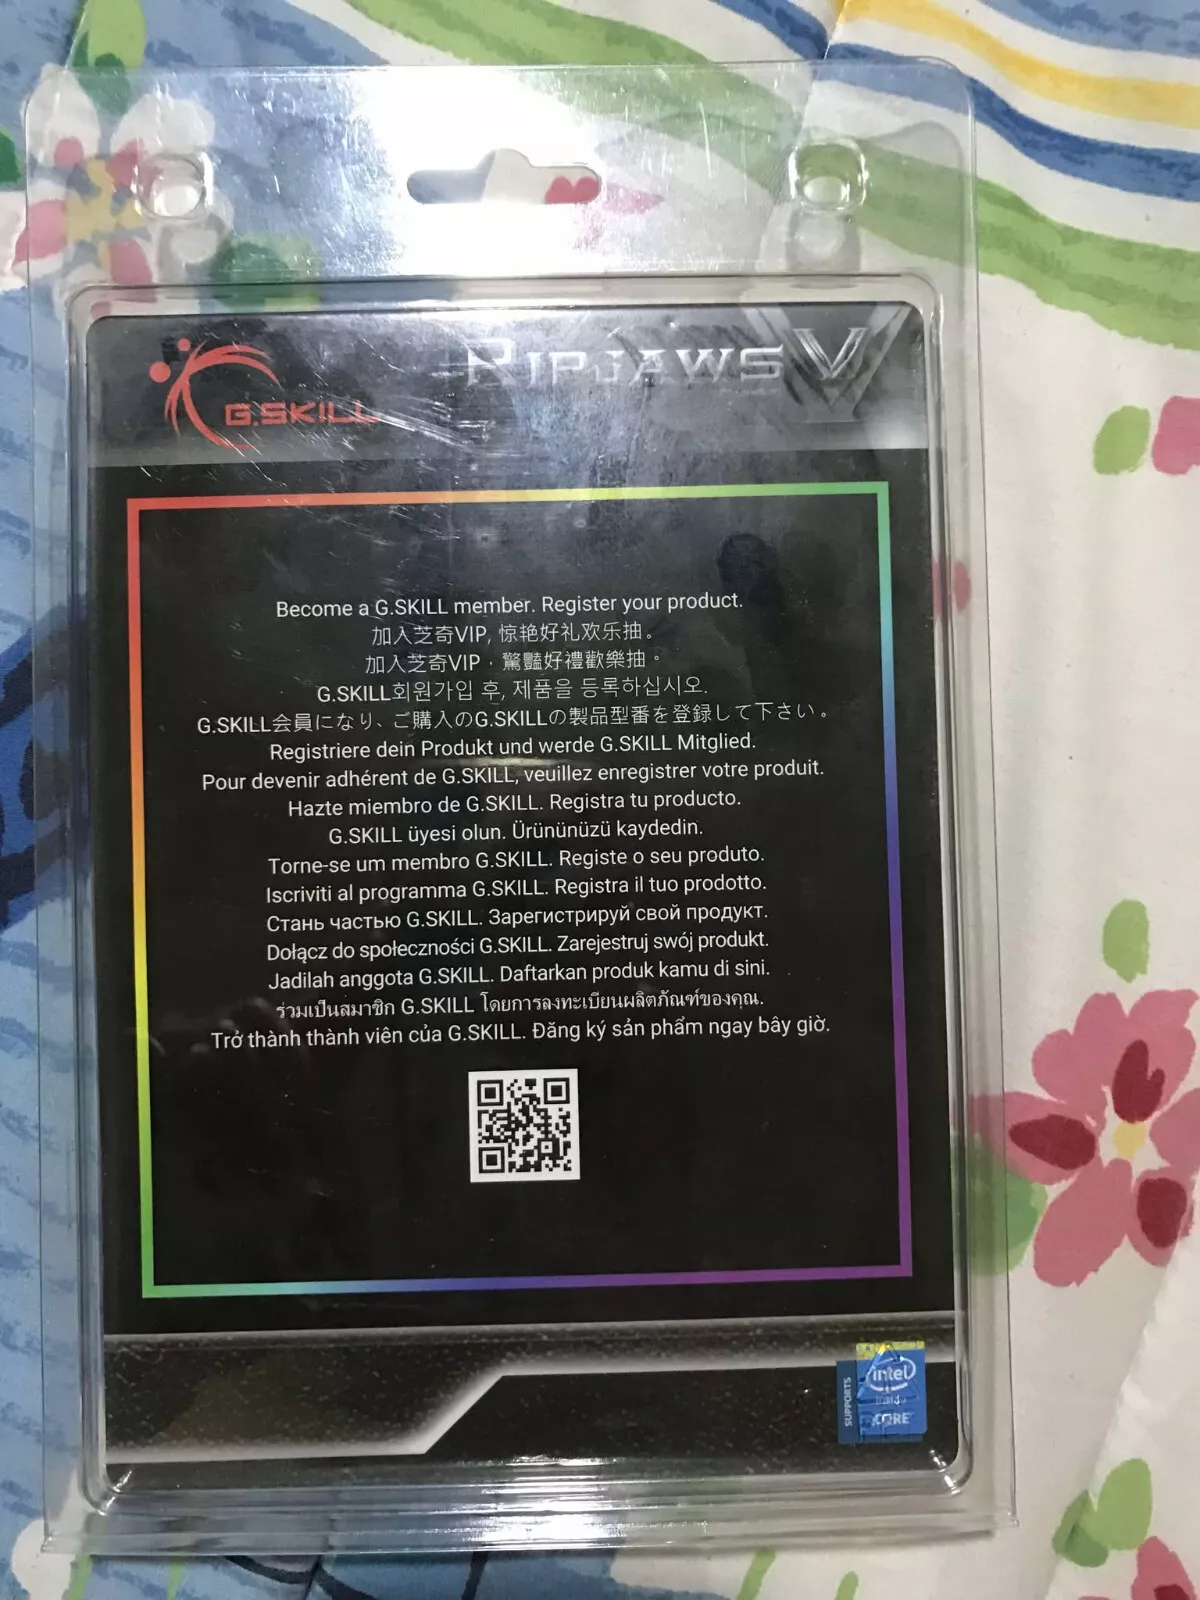 G.SKILL
RIPJAWS V
Become a G.SKILL member. Register your product.
加入芝奇VIP, 惊艳好礼欢乐抽。
加入芝奇VIP，驚豔好禮歡樂抽。
G.SKILL회원가입 후, 제품을 등록하십시오.
G.SKILL会員になり、ご購入のG.SKILLの製品型番を登録して下さい。
Registriere dein Produkt und werde G.SKILL Mitglied.
Pour devenir adhérent de G.SKILL, veuillez enregistrer votre produit.
Hazte miembro de G.SKILL. Registra tu producto.
G.SKILL üyesi olun. Ürününüzü kaydedin.
Torne-se um membro G.SKILL. Registe o seu produto.
Iscriviti al programma G.SKILL. Registra il tuo prodotto.
Стань частью G.SKILL. Зарегистрируй свой продукт.
Dołącz do społeczności G.SKILL. Zarejestruj swój produkt.
Jadilah anggota G.SKILL. Daftarkan produk kamu di sini.
ร่วมเป็นสมาชิก G.SKILL โดยการลงทะเบียนผลิตภัณฑ์ของคุณ.
Trở thành thành viên của G.SKILL. Đăng ký sản phẩm ngay bây giờ.
SUPPORTS
intel
inside
CORE